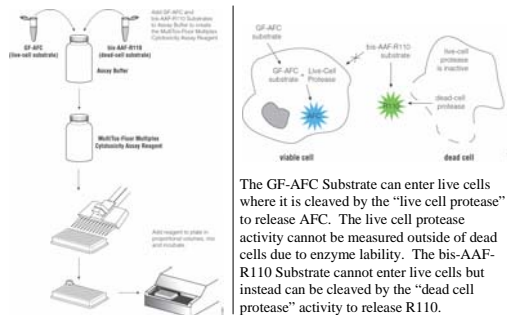 Add GF-AFC and
bis-AAF-R110 Substrates
to Assay Buffer to create
the MultiTox-Fluor Multiplex
Cytotoxicity Assay Reagent
GF-AFC
(live-cell substrate)
bis AAF-R110
(dead-cell substrate)
Assay Buffer
MultiTox-Fluor Multiplex
Cytotoxicity Assay Reagent
Add reagent to plate in
proportional volumes, mix
and incubate
GF-AFC
substrate
bis-AAF-R110
substrate
live-cell
protease
is inactive
GF-AFC
substrate
Live-Cell
Protease
AFC
R110
dead-cell
protease
viable cell
dead cell
The GF-AFC Substrate can enter live cells
where it is cleaved by the “live cell protease”
to release AFC. The live cell protease
activity cannot be measured outside of dead
cells due to enzyme lability. The bis-AAF-
R110 Substrate cannot enter live cells but
instead can be cleaved by the “dead cell
protease” activity to release R110.